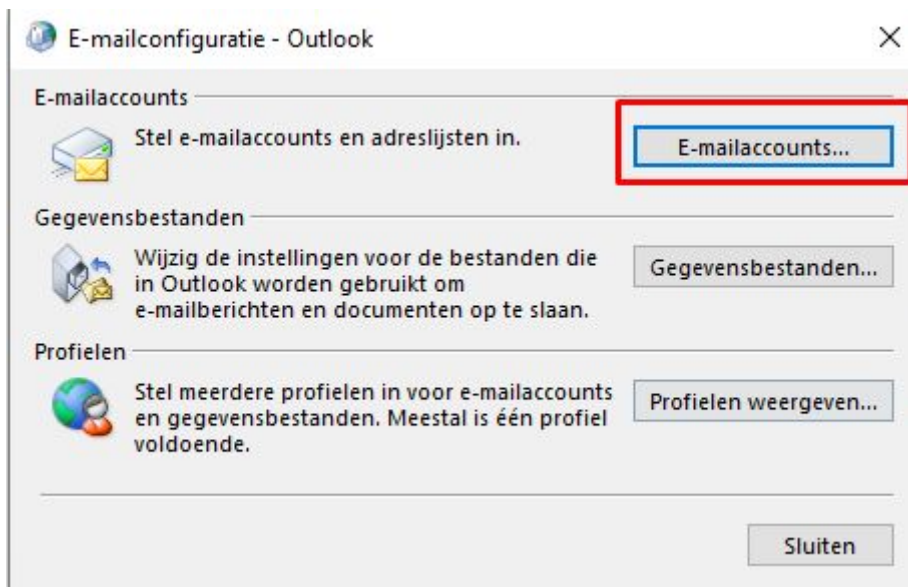 E-mailconfiguratie - Outlook
E-mailaccounts
Stel e-mailaccounts en adreslijsten in.
E-mailaccounts...
Gegevensbestanden
Wijzig de instellingen voor de bestanden die
in Outlook worden gebruikt om
e-mailberichten en documenten op te slaan.
Gegevensbestanden...
Profielen
Stel meerdere profielen in voor e-mailaccounts
en gegevensbestanden. Meestal is één profiel
voldoende.
Profielen weergeven...
Sluiten